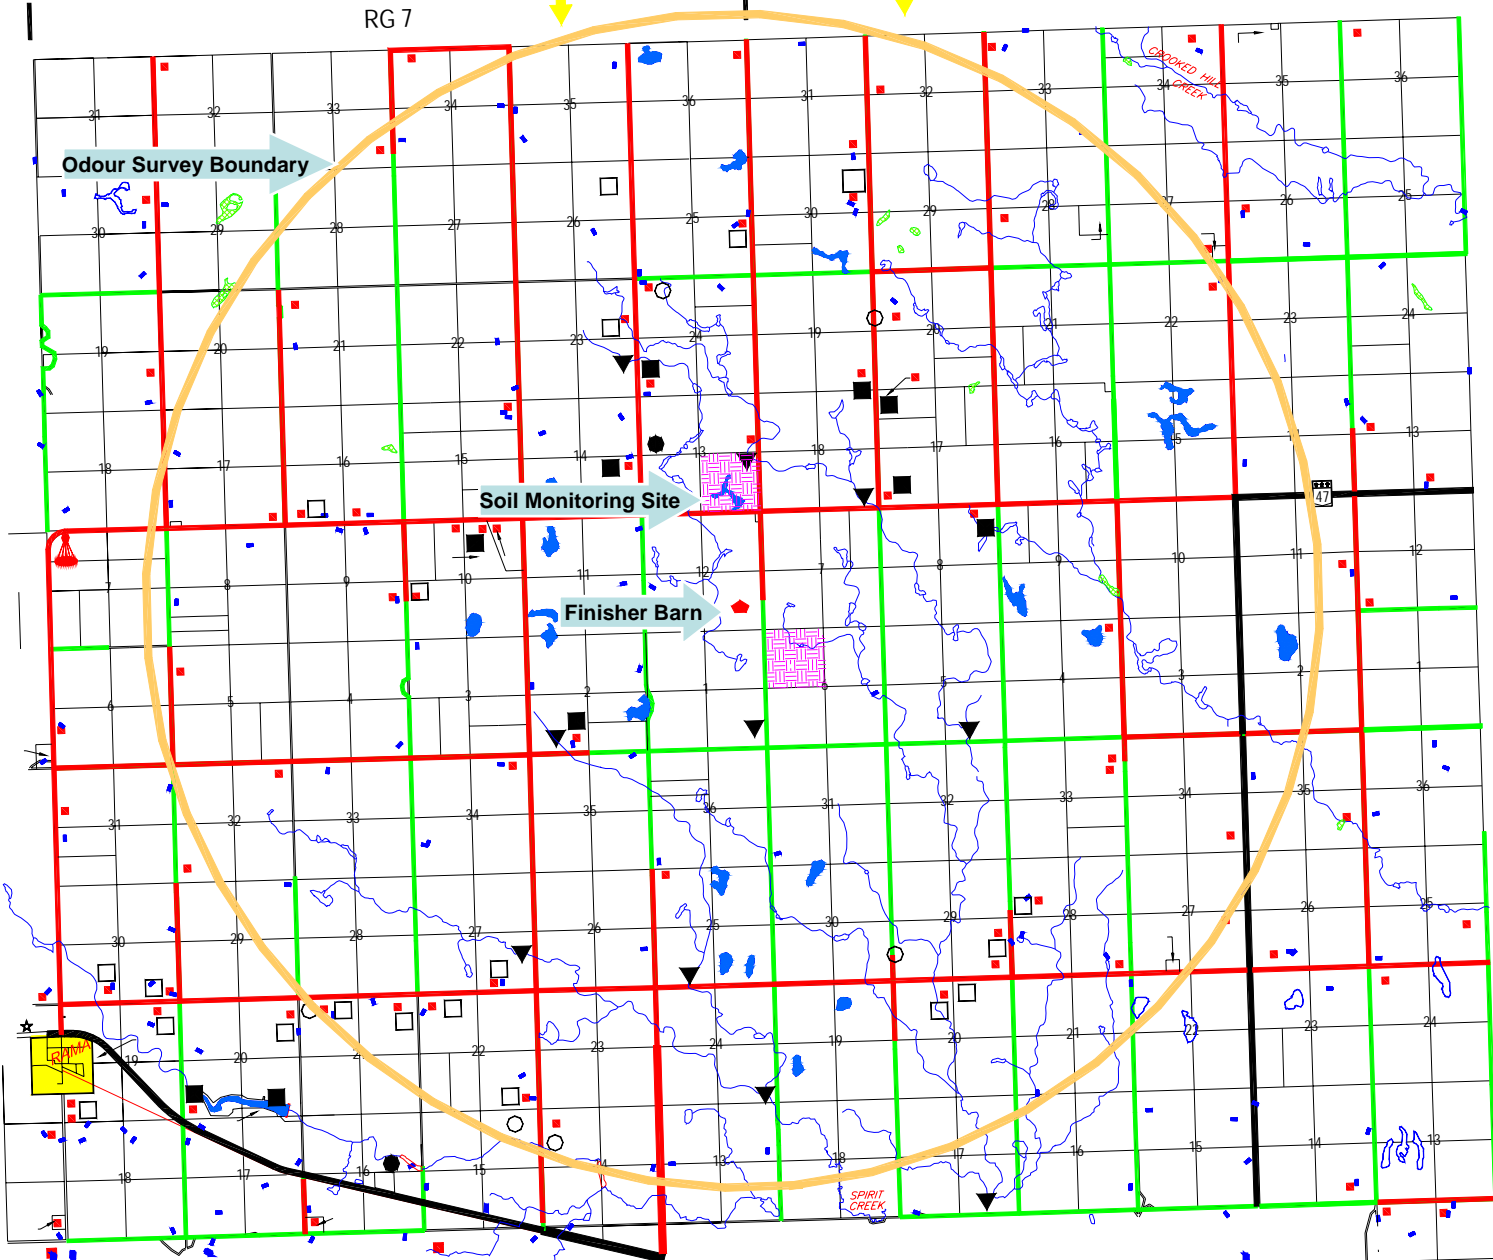 RG 7
CROOKED HILL
CREEK
31 32 33 34 35 36 31 32 33 34 35 36
Odour Survey Boundary
30 29 28 27 26 25 30 29 28 27 26 25
19 20 21 22 23 24 19 20 21 22 23 24
18 17 16 15 14 13 18 17 16 15 11 13
Soil Monitoring Site
47
7 8 9 10 11 12 7 9 10 11 12
Finisher Barn
6 5 4 3 2 1 6 5 4 3 2 1
31 32 33 34 35 36 31 32 33 34 35 36
30 29 28 27 26 25 30 29 28 27 26 25
RAMA
19 20 21 22 23 24 19 20 21 22 23 24
18 17 16 15 14 13 18 17 15 14 13
SPIRIT
CREEK